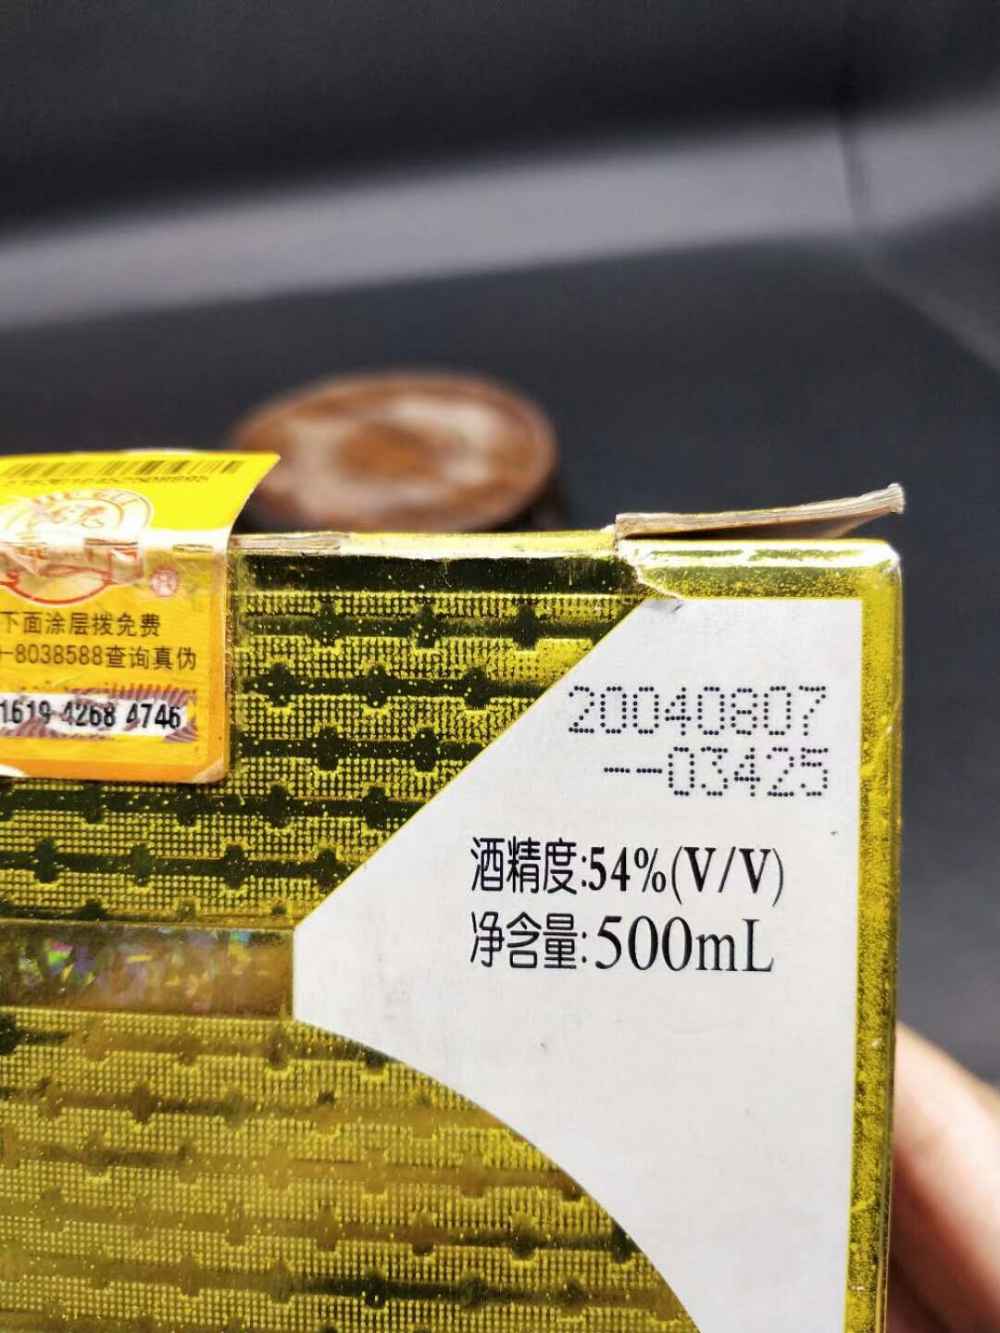 下面涂层拨免费
-8038588查询真伪
1619 4268 4746
20040807
--03425
酒精度:54%(V/V)
净含量:500mL